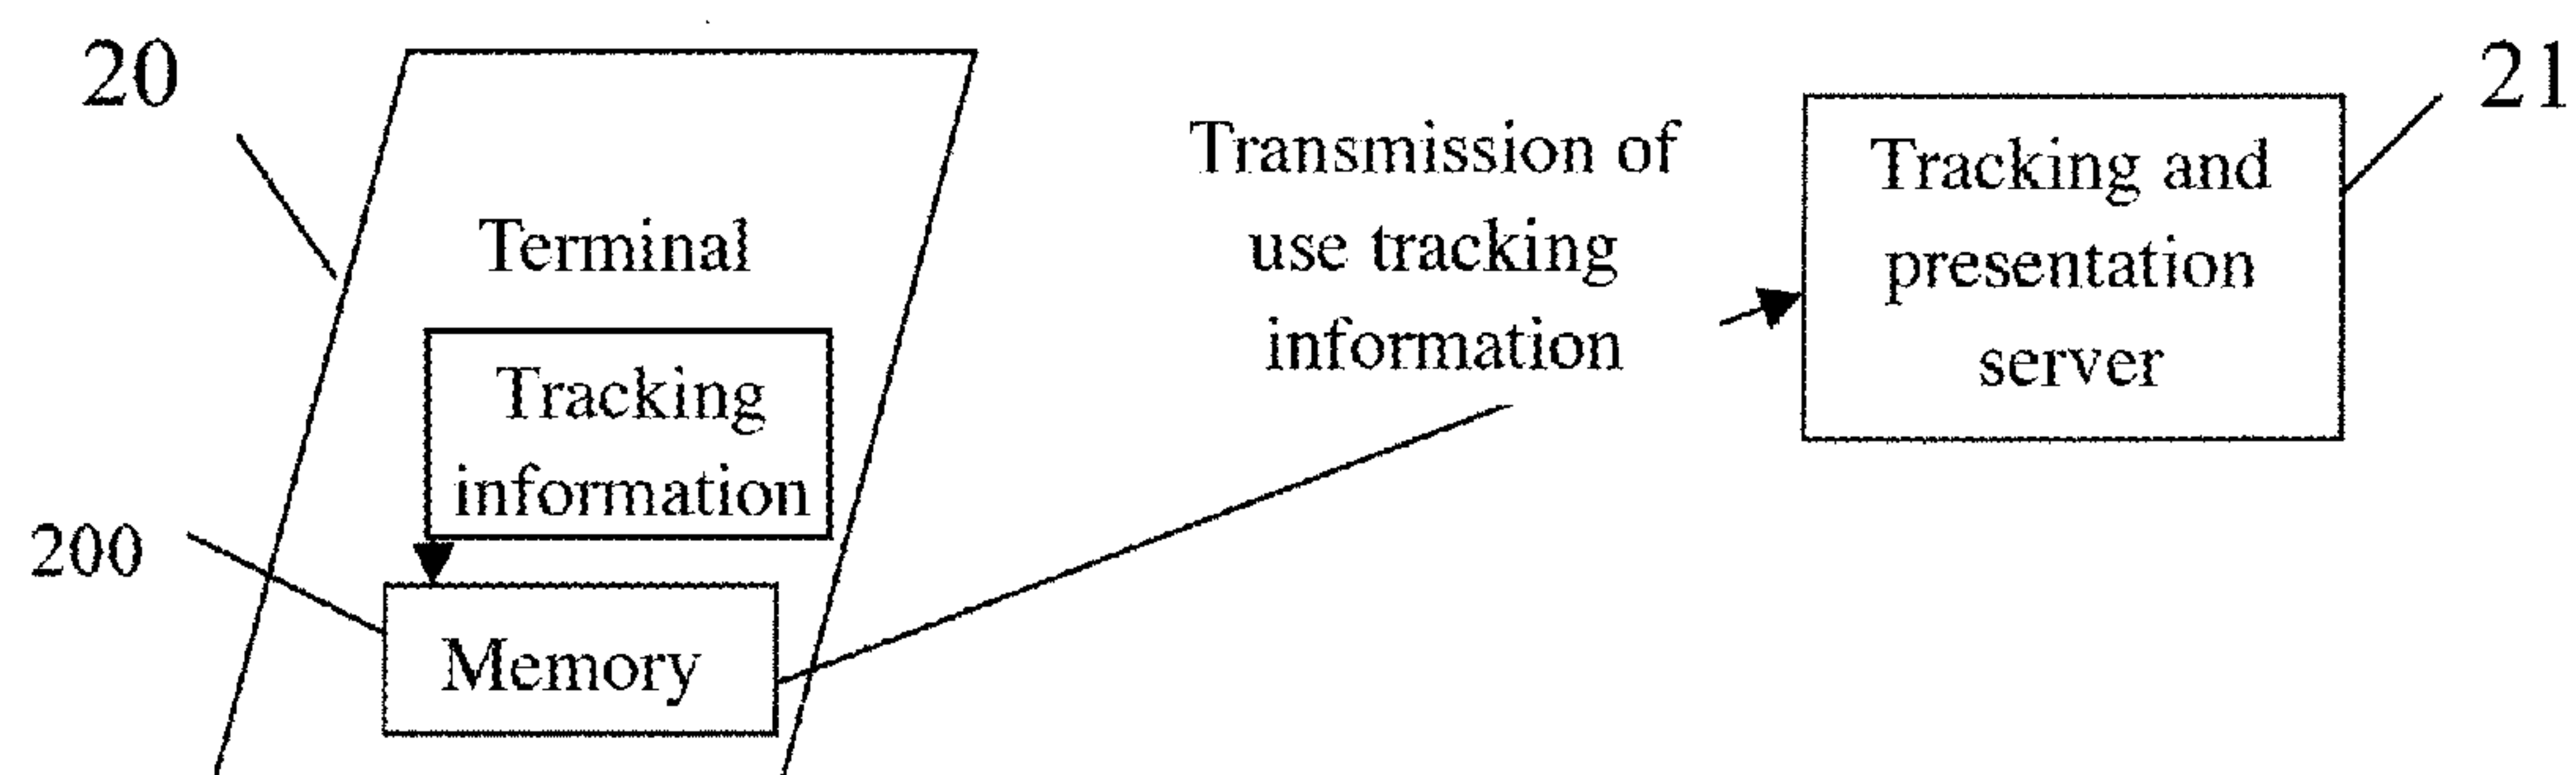 20
Terminal
Tracking
information
200
Memory
Transmission of
use tracking
information
Tracking and
presentation
server
21